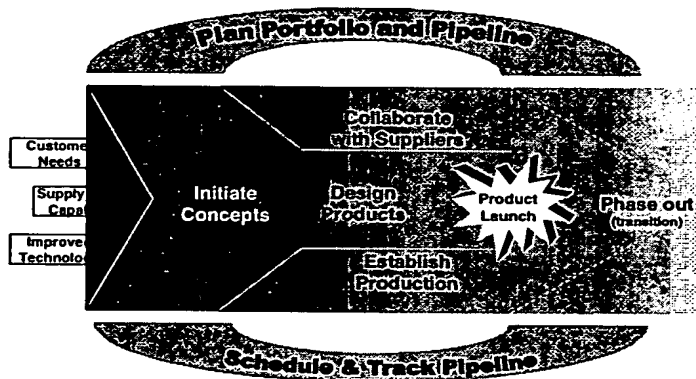 Plan Portfolio and Pipeline
Collaborate
with Suppliers
Custome
Needs
Supply
Capa
Improve
Technolo
Initiate
Concepts
Design
Products
Product
Launch
Phase out
(transition)
Establish
Production
Schedule & Track Pipeline